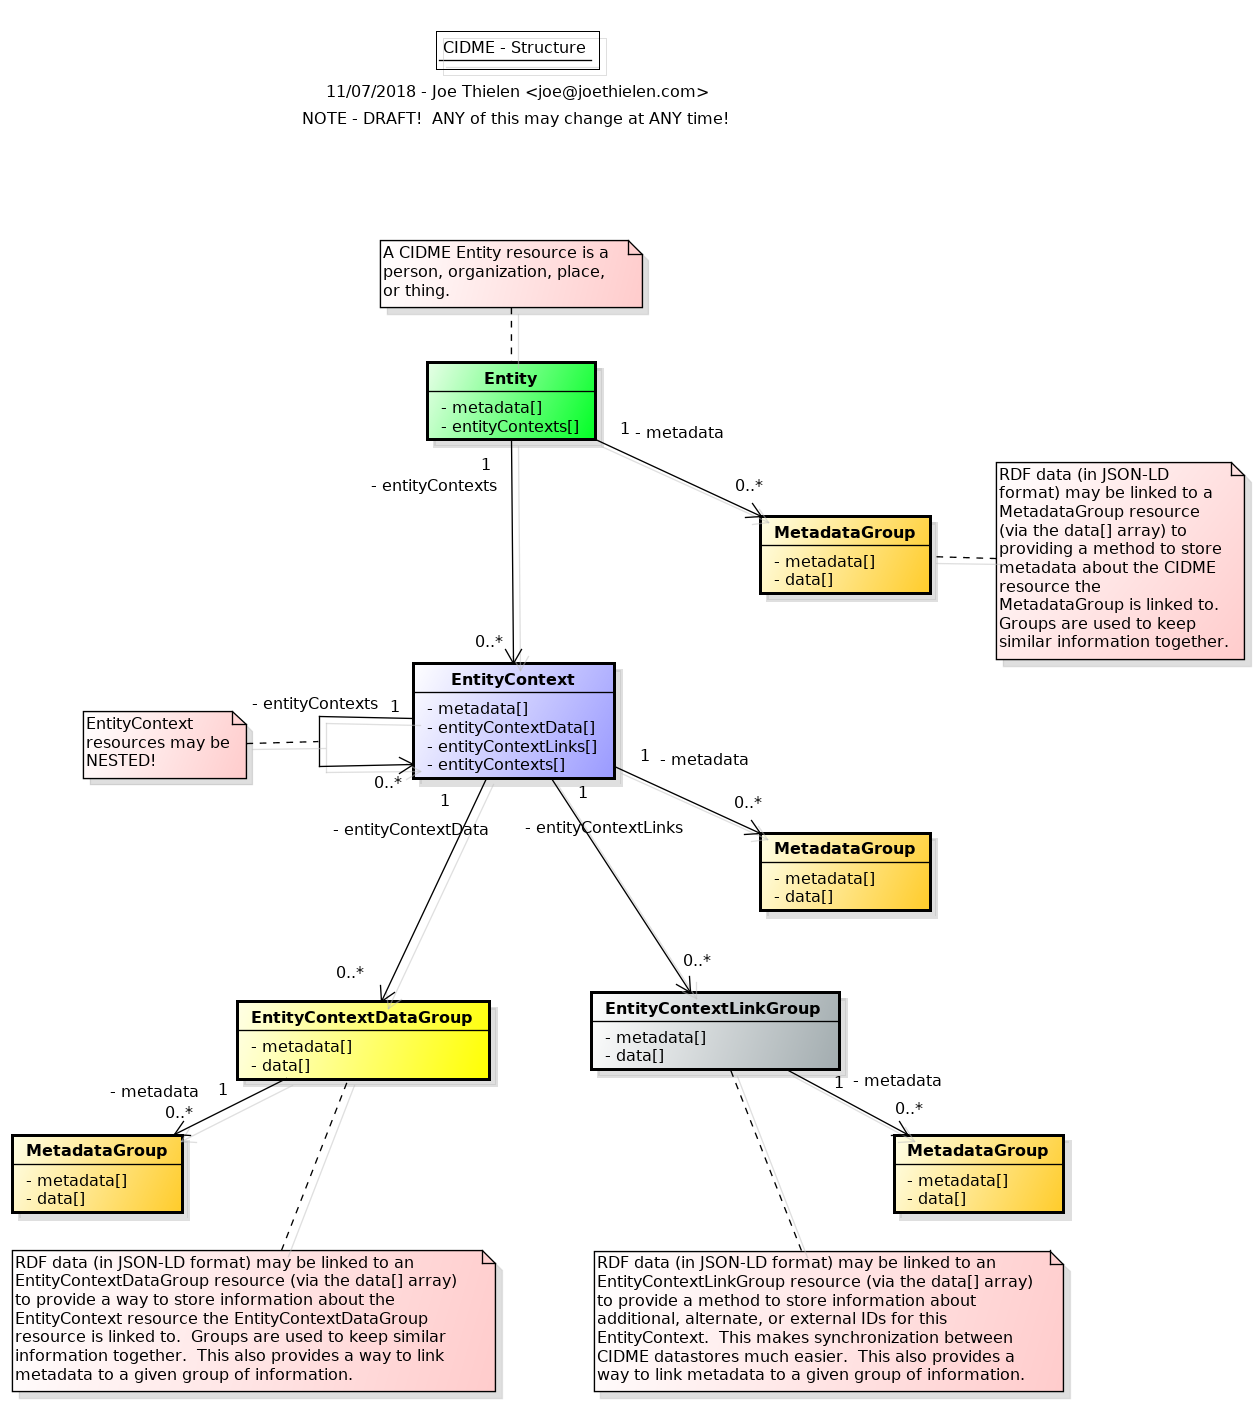 CIDME - Structure
11/07/2018 - Joe Thielen <joe@joethielen.com>
NOTE - DRAFT!  ANY of this may change at ANY time!
A CIDME Entity resource is a
person, organization, place,
or thing.
Entity
- metadata[]
- entityContexts[]
1
- metadata
0..*
1
- entityContexts
0..*
MetadataGroup
- metadata[]
- data[]
RDF data (in JSON-LD
format) may be linked to a
MetadataGroup resource
(via the data[] array) to
providing a method to store
metadata about the CIDME
resource the
MetadataGroup is linked to.
Groups are used to keep
similar information together.
EntityContext
- metadata[]
- entityContextData[]
- entityContextLinks[]
- entityContexts[]
- entityContexts
1
0..*
EntityContext
resources may be
NESTED!
1
- metadata
0..*
MetadataGroup
- metadata[]
- data[]
1
- entityContextData
0..*
1
- entityContextLinks
0..*
EntityContextDataGroup
- metadata[]
- data[]
EntityContextLinkGroup
- metadata[]
- data[]
- metadata
1
0..*
1
- metadata
0..*
MetadataGroup
- metadata[]
- data[]
MetadataGroup
- metadata[]
- data[]
RDF data (in JSON-LD format) may be linked to an
EntityContextDataGroup resource (via the data[] array)
to provide a way to store information about the
EntityContext resource the EntityContextDataGroup
resource is linked to.  Groups are used to keep similar
information together.  This also provides a way to link
metadata to a given group of information.
RDF data (in JSON-LD format) may be linked to an
EntityContextLinkGroup resource (via the data[] array)
to provide a method to store information about
additional, alternate, or external IDs for this
EntityContext.  This makes synchronization between
CIDME datastores much easier.  This also provides a
way to link metadata to a given group of information.